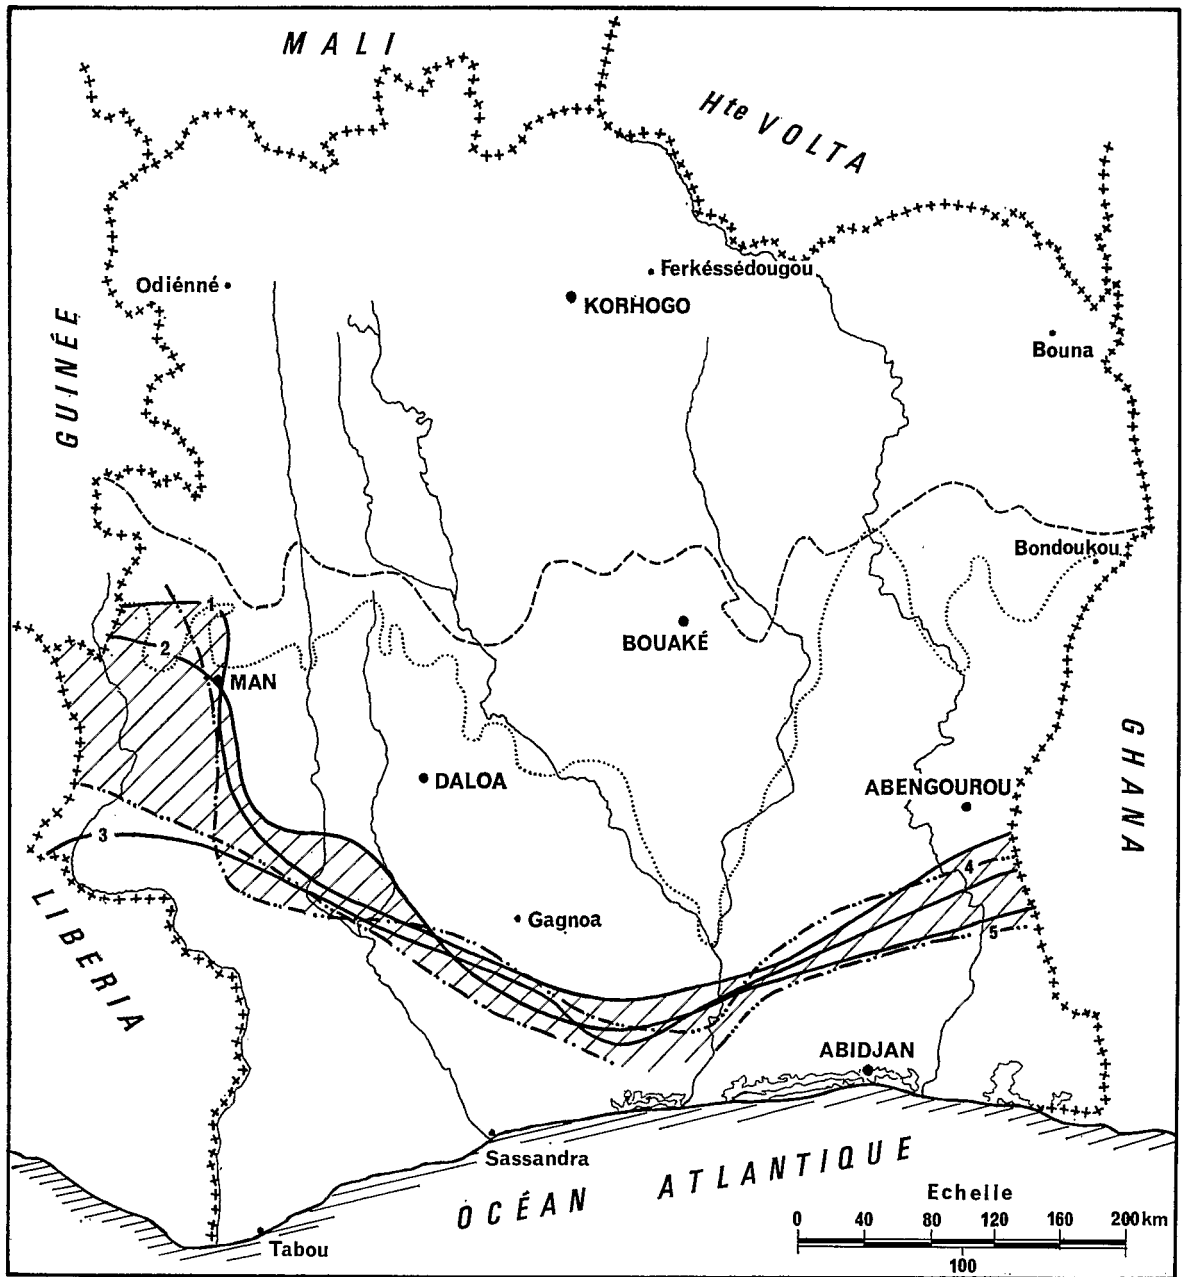 MALI
Hte VOLTA
Odiénné
Ferkéssédougou
KORHOGO
GUINÉE
Bouna
Bondoukou
1
2
BOUAKÉ
MAN
GHANA
DALOA
ABENGOUROU
3
4
LIBERIA
Gagnoa
5
ABIDJAN
Sassandra
OCÉAN ATLANTIQUE
Echelle
0 40 80 120 160 200 km
100
Tabou